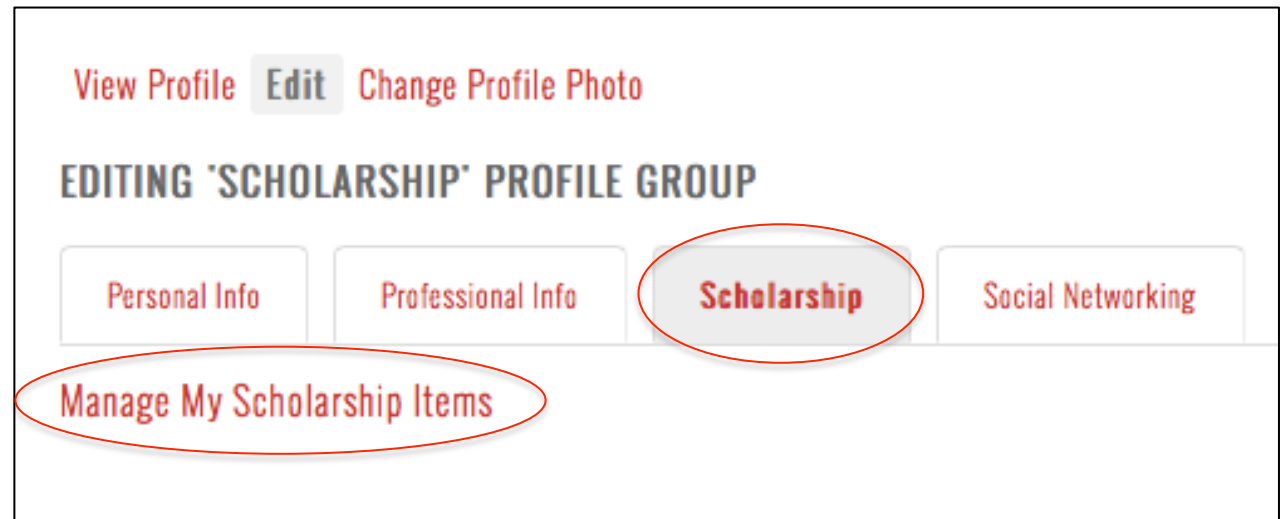 View Profile Edit Change Profile Photo
EDITING 'SCHOLARSHIP' PROFILE GROUP
Personal Info Professional Info Scholarship Social Networking
Manage My Scholarship Items